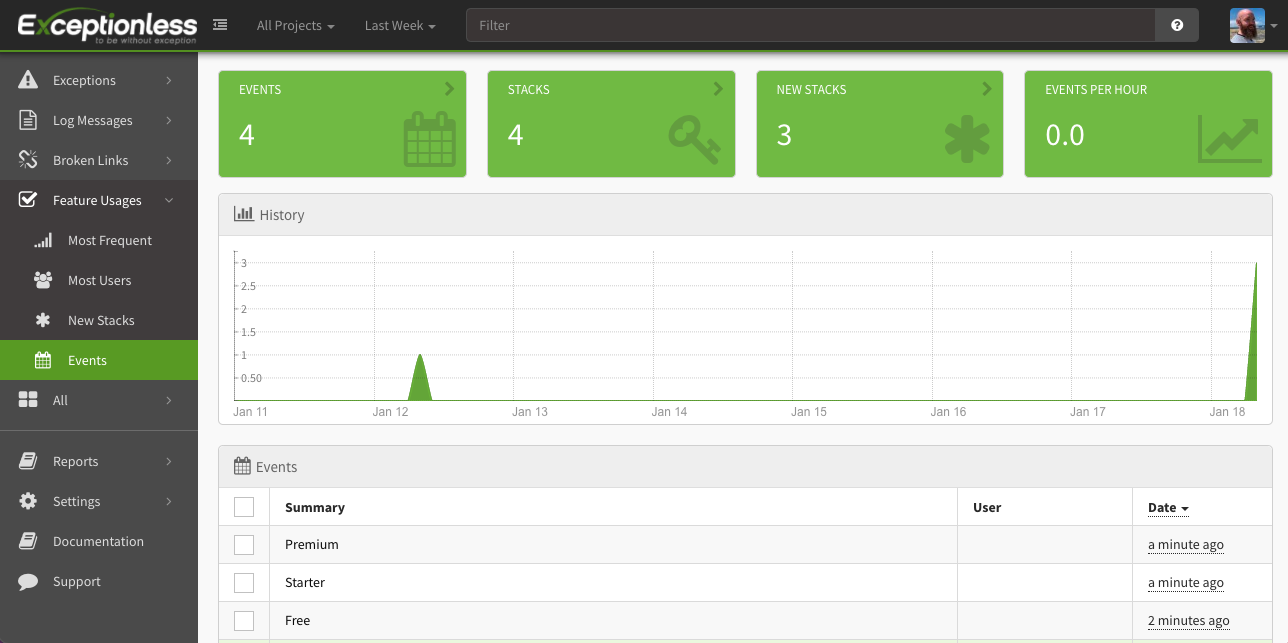 Exceptionless
to be without exception
All Projects
Last Week
Filter
Exceptions
Log Messages
Broken Links
Feature Usages
Most Frequent
Most Users
New Stacks
Events
All
Reports
Settings
Documentation
Support
EVENTS
4
STACKS
4
NEW STACKS
3
EVENTS PER HOUR
0.0
History
3
2.5
2
1.5
1
0.50
Jan 11 Jan 12 Jan 13 Jan 14 Jan 15 Jan 16 Jan 17 Jan 18
Events
Summary User Date
Premium a minute ago
Starter a minute ago
Free 2 minutes ago